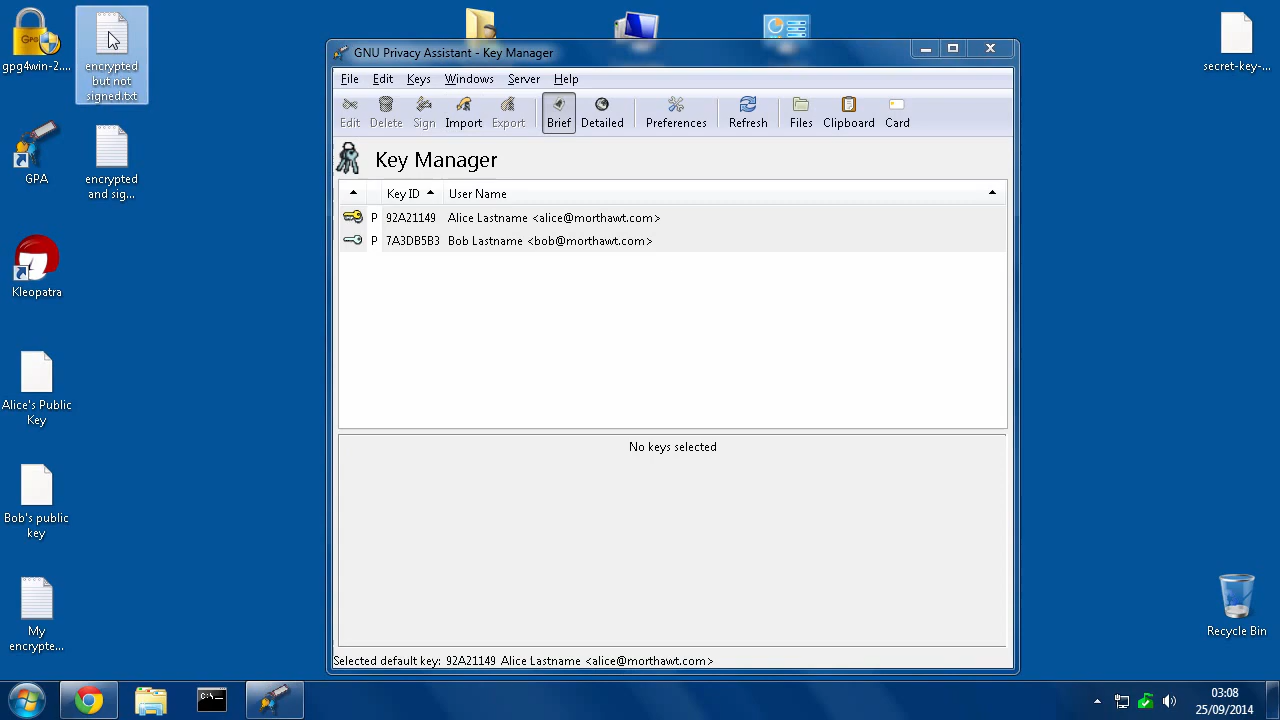 gpg4win-2....
encrypted
but not
signed.txt
GPA
encrypted
and sig...
Kleopatra
Alice's Public
Key
Bob's public
key
My
encrypte...
GNU Privacy Assistant - Key Manager
File Edit Keys Windows Server Help
Edit Delete Sign Import Export Brief Detailed Preferences Refresh Files Clipboard Card
Key Manager
Key ID User Name
P 92A21149 Alice Lastname <alice@morthawt.com>
P 7A3DB5B3 Bob Lastname <bob@morthawt.com>
No keys selected
Selected default key: 92A21149 Alice Lastname <alice@morthawt.com>
secret-key-...
Recycle Bin
03:08
25/09/2014